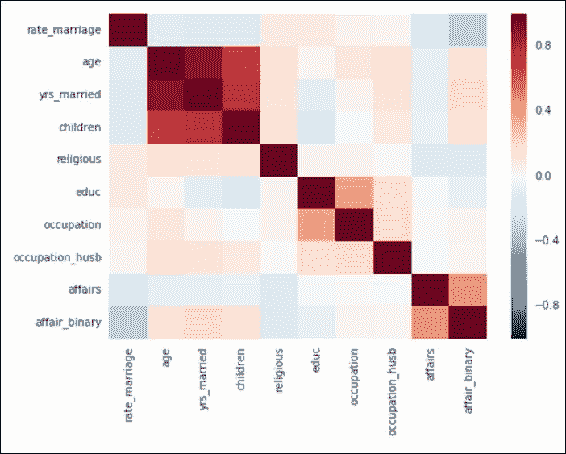 rate_marriage
age
yrs_married
children
religious
educ
occupation
occupation_husb
affairs
affair_binary
0.8
0.4
0.0
−0.4
−0.8
rate_marriage
age
yrs_married
children
religious
educ
occupation
occupation_husb
affairs
affair_binary